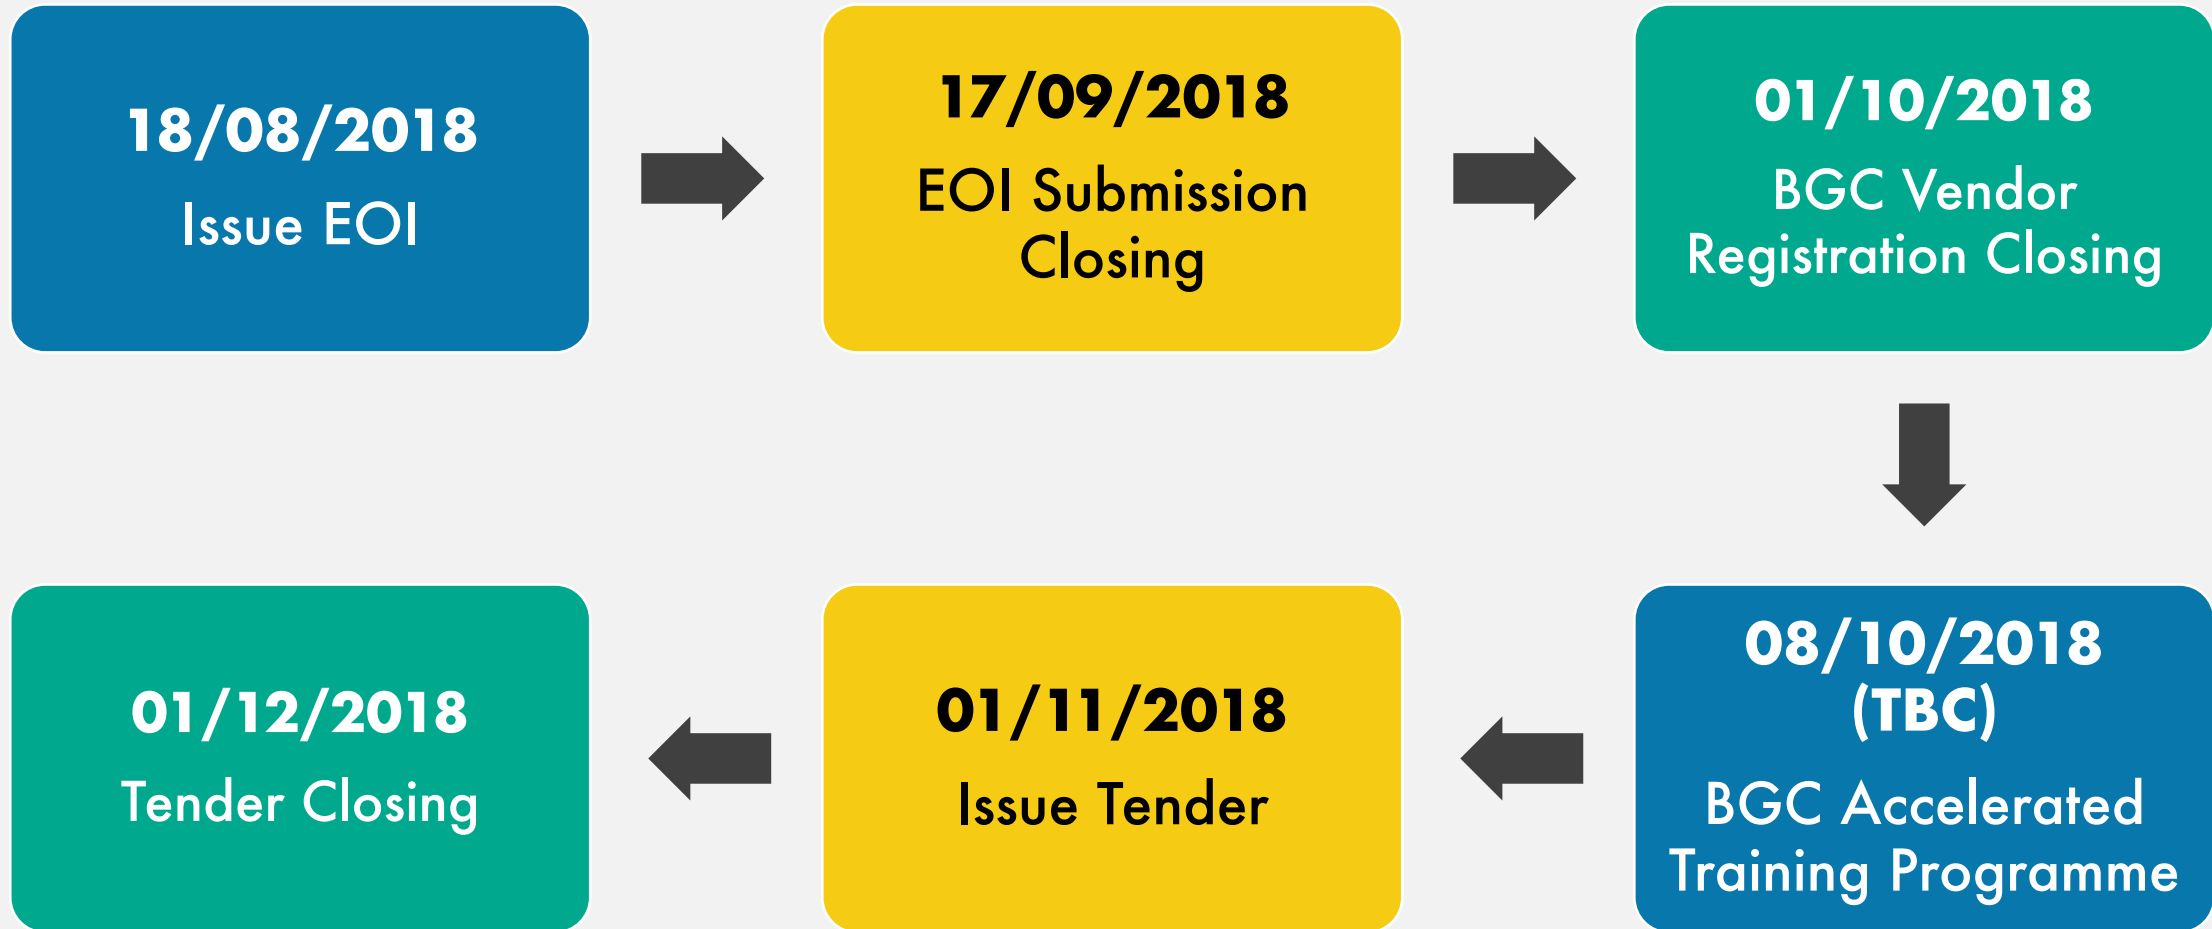 18/08/2018
Issue EOI
17/09/2018
EOI Submission
Closing
01/10/2018
BGC Vendor
Registration Closing
08/10/2018
(TBC)
BGC Accelerated
Training Programme
01/11/2018
Issue Tender
01/12/2018
Tender Closing